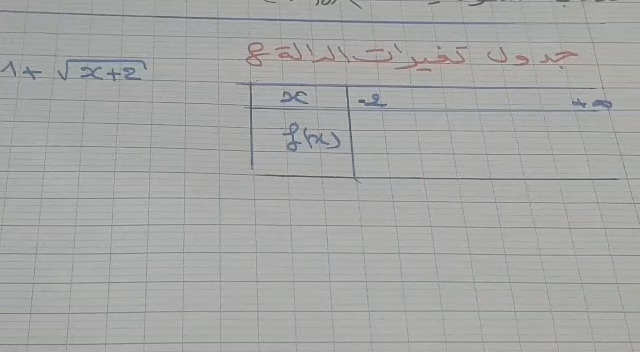 جدول تغيرات الدالة f
1 + √x+2
x -2 +∞
f(x)